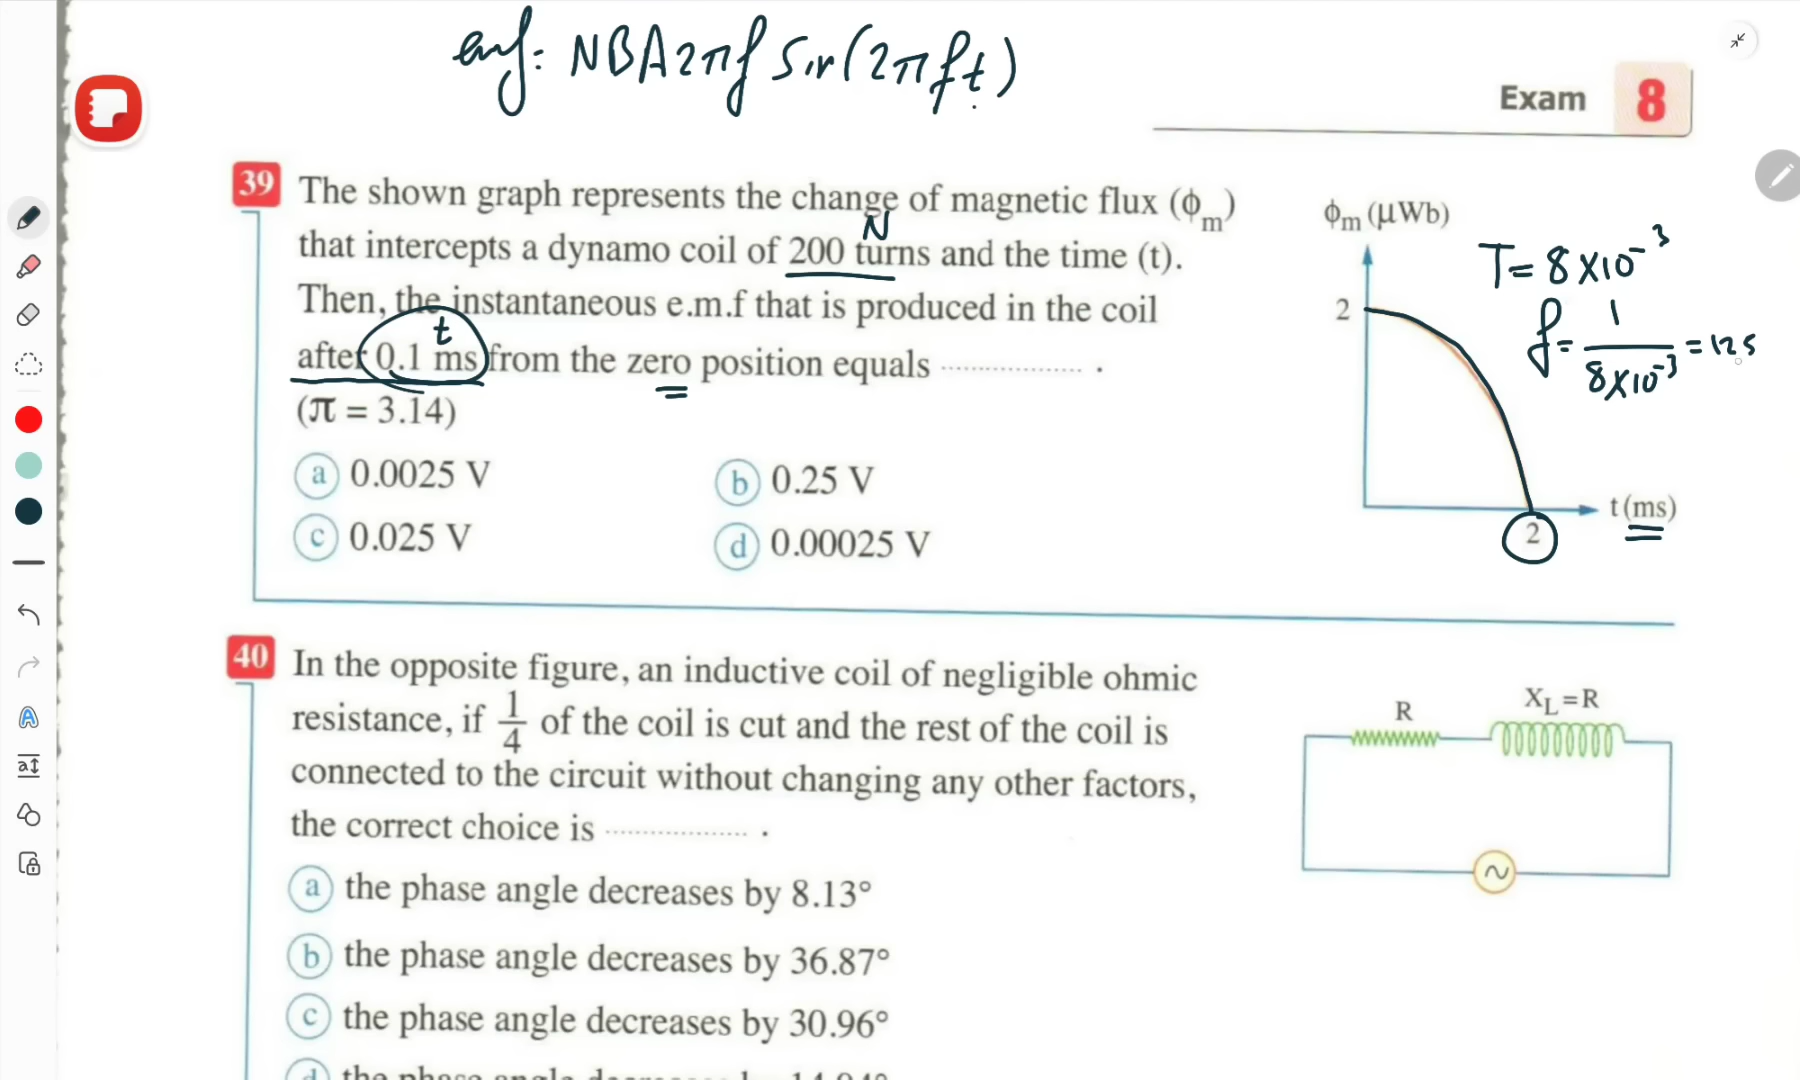 emf = NBA2πf Sin(2πft)
Exam 8
39 The shown graph represents the change of magnetic flux (ϕm)
that intercepts a dynamo coil of 200 turns and the time (t).
N
Then, the instantaneous e.m.f that is produced in the coil
t
after 0.1 ms from the zero position equals .................. .
(π = 3.14)
a 0.0025 V
b 0.25 V
c 0.025 V
d 0.00025 V
ϕm (μWb)
2
T = 8×10⁻³
f = 1/8×10⁻³ = 125
t (ms)
2
40 In the opposite figure, an inductive coil of negligible ohmic
resistance, if 1/4 of the coil is cut and the rest of the coil is
connected to the circuit without changing any other factors,
the correct choice is .................. .
R
XL = R
a the phase angle decreases by 8.13°
b the phase angle decreases by 36.87°
c the phase angle decreases by 30.96°